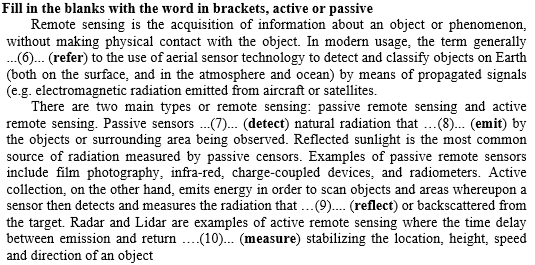 Fill in the blanks with the word in brackets, active or passive
Remote sensing is the acquisition of information about an object or phenomenon,
without making physical contact with the object. In modern usage, the term generally
...(6)... (refer) to the use of aerial sensor technology to detect and classify objects on Earth
(both on the surface, and in the atmosphere and ocean) by means of propagated signals
(e.g. electromagnetic radiation emitted from aircraft or satellites.
There are two main types or remote sensing: passive remote sensing and active
remote sensing. Passive sensors ...(7)... (detect) natural radiation that ...(8)... (emit) by
the objects or surrounding area being observed. Reflected sunlight is the most common
source of radiation measured by passive censors. Examples of passive remote sensors
include film photography, infra-red, charge-coupled devices, and radiometers. Active
collection, on the other hand, emits energy in order to scan objects and areas whereupon a
sensor then detects and measures the radiation that ...(9).... (reflect) or backscattered from
the target. Radar and Lidar are examples of active remote sensing where the time delay
between emission and return ....(10)... (measure) stabilizing the location, height, speed
and direction of an object